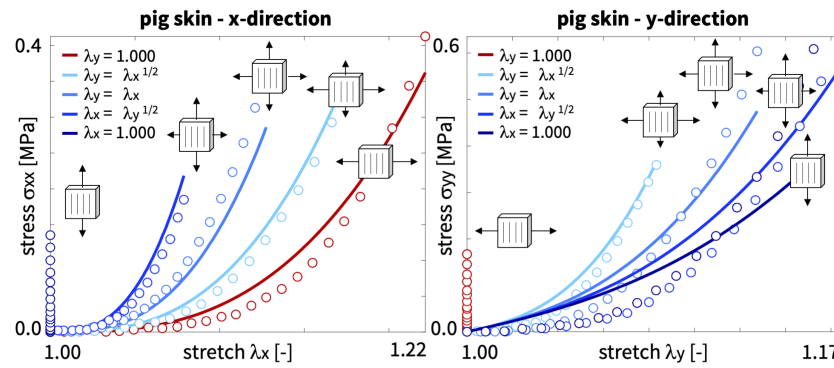 pig skin - x-direction
0.4
λy = 1.000
λy = λx 1/2
λy = λx
λx = λy 1/2
λx = 1.000
stress σxx [MPa]
0.0
1.00
stretch λx [-]
1.22
pig skin - y-direction
0.6
λy = 1.000
λy = λx 1/2
λy = λx
λx = λy 1/2
λx = 1.000
stress σyy [MPa]
0.0
1.00
stretch λy [-]
1.17